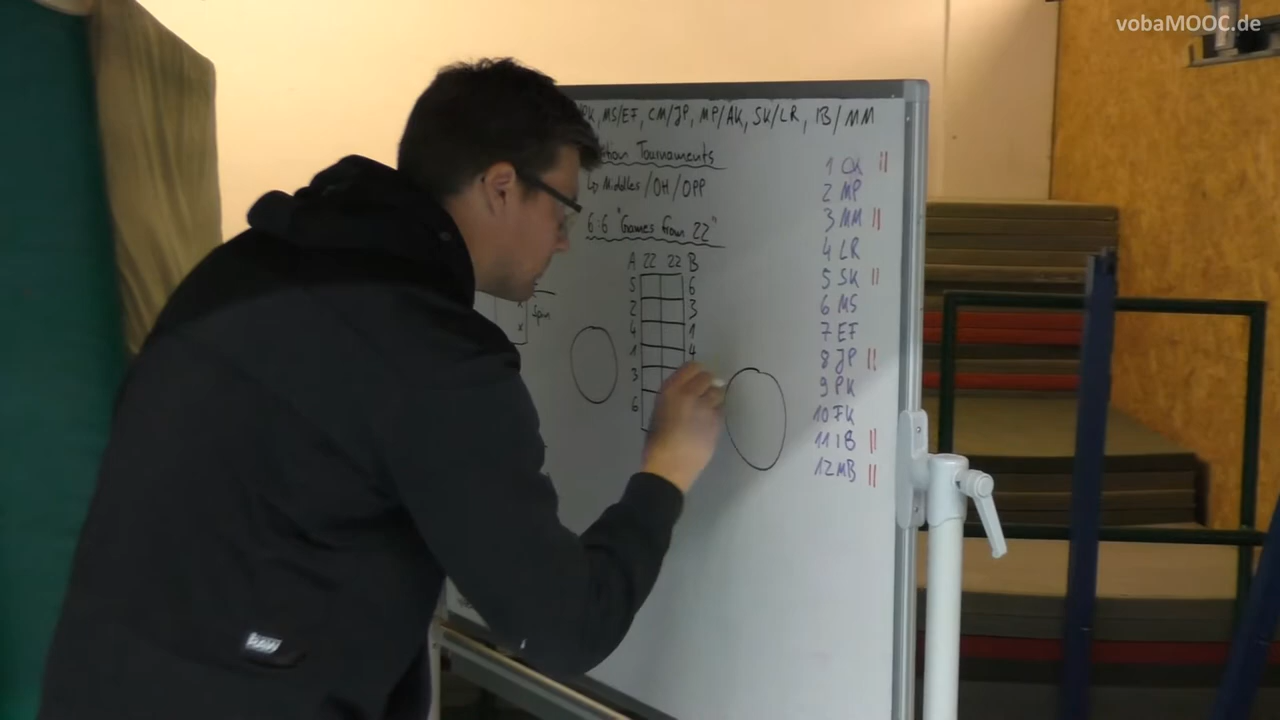 vobaMOOC.de
PK, MS/EF, CM/JP, MP/AK, SK/LR, IB/MM
Tournaments
↳ Middles/OH/OPP
6:6 "Games from 22"
A 22 22 B
5 6
2 3
4 1
1 4
3
6
Spin
x
1 CK ||
2 MP
3 MM ||
4 LR
5 SK ||
6 MS
7 EF
8 JP ||
9 PK
10 FK
11 IB ||
12 MB ||